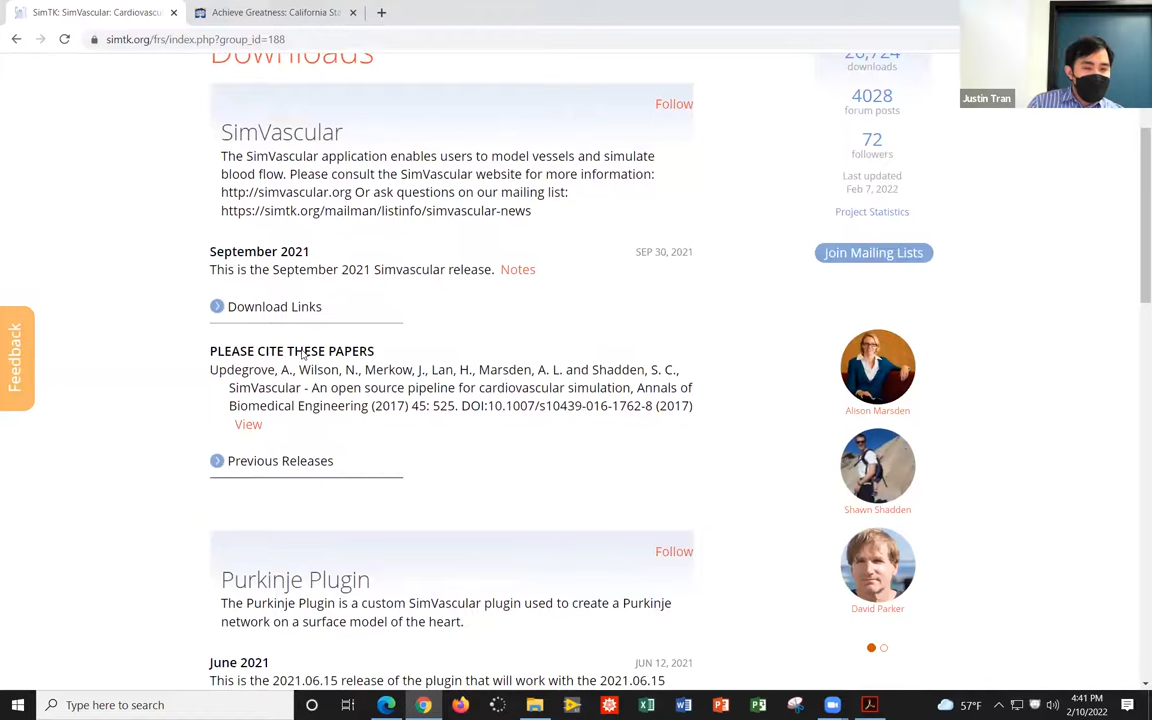 SimTK: SimVascular: Cardiovascu
Achieve Greatness: California Sta
simtk.org/frs/index.php?group_id=188
Justin Tran
Downloads
downloads
4028
forum posts
72
followers
Last updated
Feb 7, 2022
Project Statistics
Join Mailing Lists
Follow
SimVascular
The SimVascular application enables users to model vessels and simulate
blood flow. Please consult the SimVascular website for more information:
http://simvascular.org Or ask questions on our mailing list:
https://simtk.org/mailman/listinfo/simvascular-news
September 2021
SEP 30, 2021
This is the September 2021 Simvascular release. Notes
Download Links
PLEASE CITE THESE PAPERS
Updegrove, A., Wilson, N., Merkow, J., Lan, H., Marsden, A. L. and Shadden, S. C.,
SimVascular - An open source pipeline for cardiovascular simulation, Annals of
Biomedical Engineering (2017) 45: 525. DOI:10.1007/s10439-016-1762-8 (2017)
View
Previous Releases
Follow
Purkinje Plugin
The Purkinje Plugin is a custom SimVascular plugin used to create a Purkinje
network on a surface model of the heart.
June 2021
JUN 12, 2021
This is the 2021.06.15 release of the plugin that will work with the 2021.06.15
Alison Marsden
Shawn Shadden
David Parker
Feedback
Type here to search
57°F
4:41 PM
2/10/2022